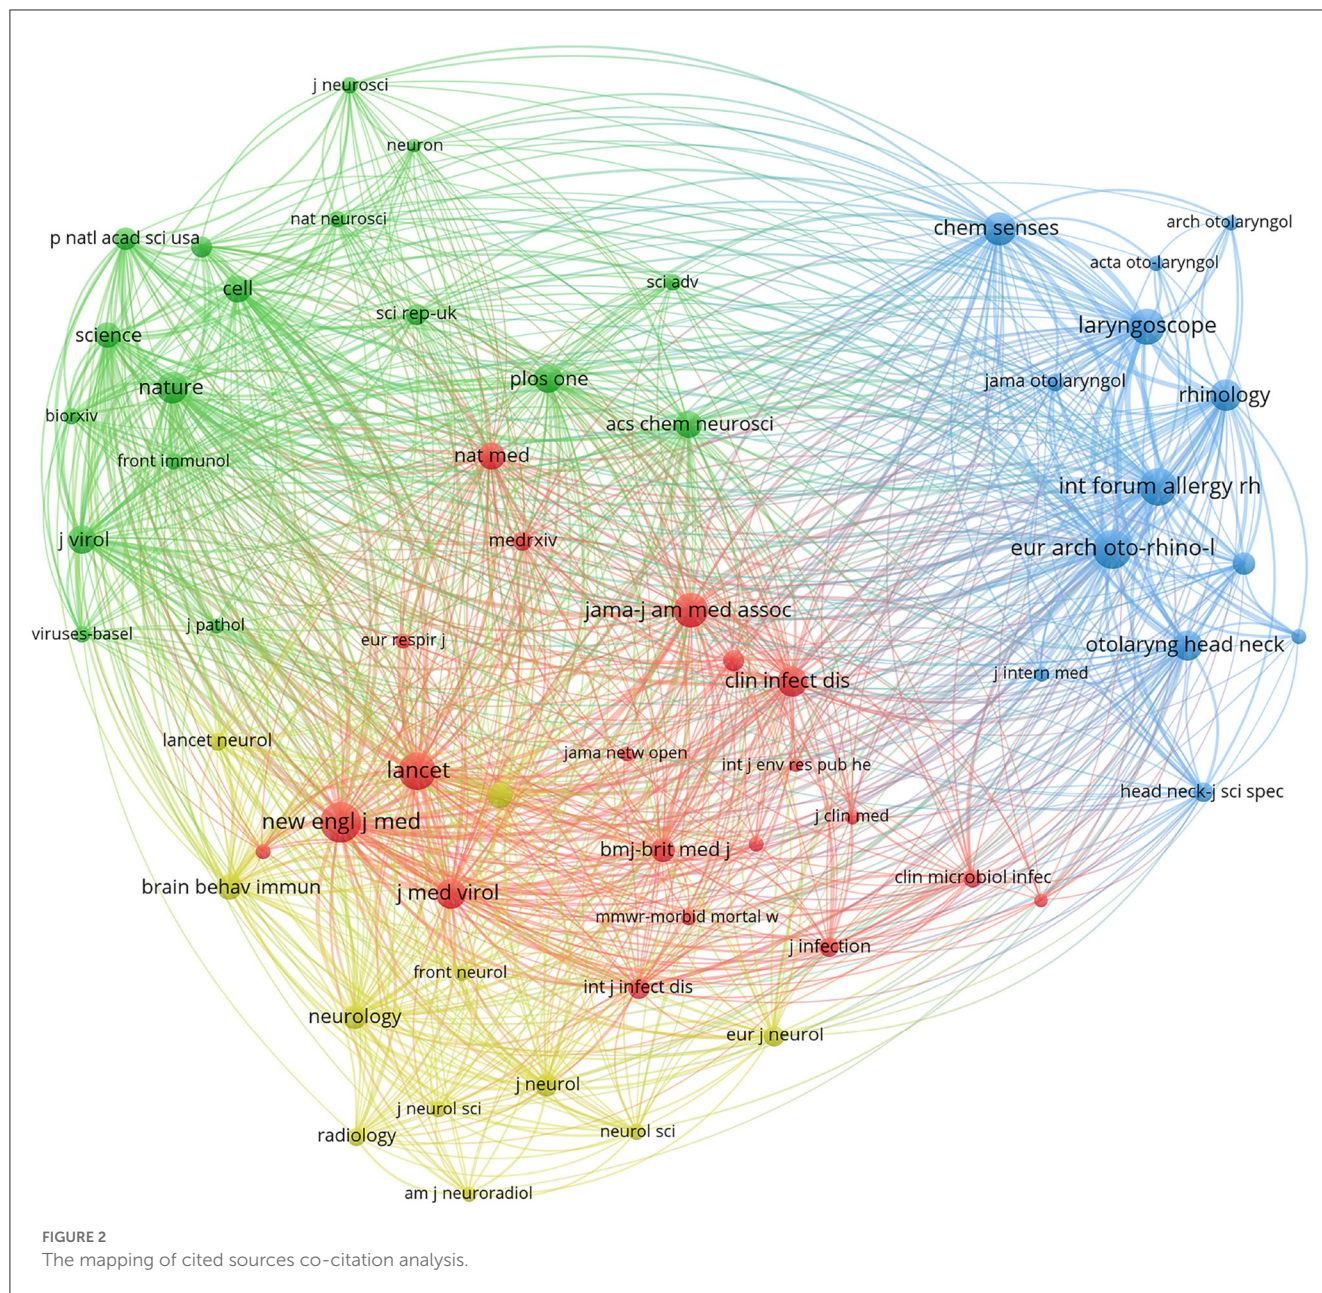 j neurosci
neuron
nat neurosci
p natl acad sci usa
chem senses
arch otolaryngol
acta oto-laryngol
cell
sci adv
sci rep-uk
science
laryngoscope
plos one
jama otolaryngol
nature
rhinology
biorxiv
acs chem neurosci
nat med
front immunol
int forum allergy rh
j virol
medrxiv
eur arch oto-rhino-l
jama-j am med assoc
viruses-basel
j pathol
eur respir j
otolaryng head neck
clin infect dis
j intern med
lancet neurol
jama netw open
int j env res pub he
lancet
head neck-j sci spec
new engl j med
j clin med
bmj-brit med j
brain behav immun
j med virol
clin microbiol infec
mmwr-morbid mortal w
j infection
front neurol
int j infect dis
neurology
eur j neurol
j neurol
j neurol sci
radiology
neurol sci
am j neuroradiol
FIGURE 2
The mapping of cited sources co-citation analysis.